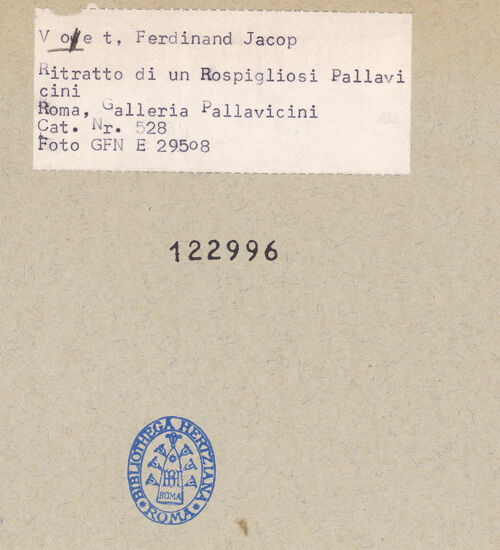 Voet, Ferdinand Jacop
Ritratto di un Rospigliosi Pallavi
cini
Roma, Galleria Pallavicini
Cat. Nr. 528
Foto GFN E 29508
122996
BIBLIOTHECA HERTZIANA
ROMA
ROMA